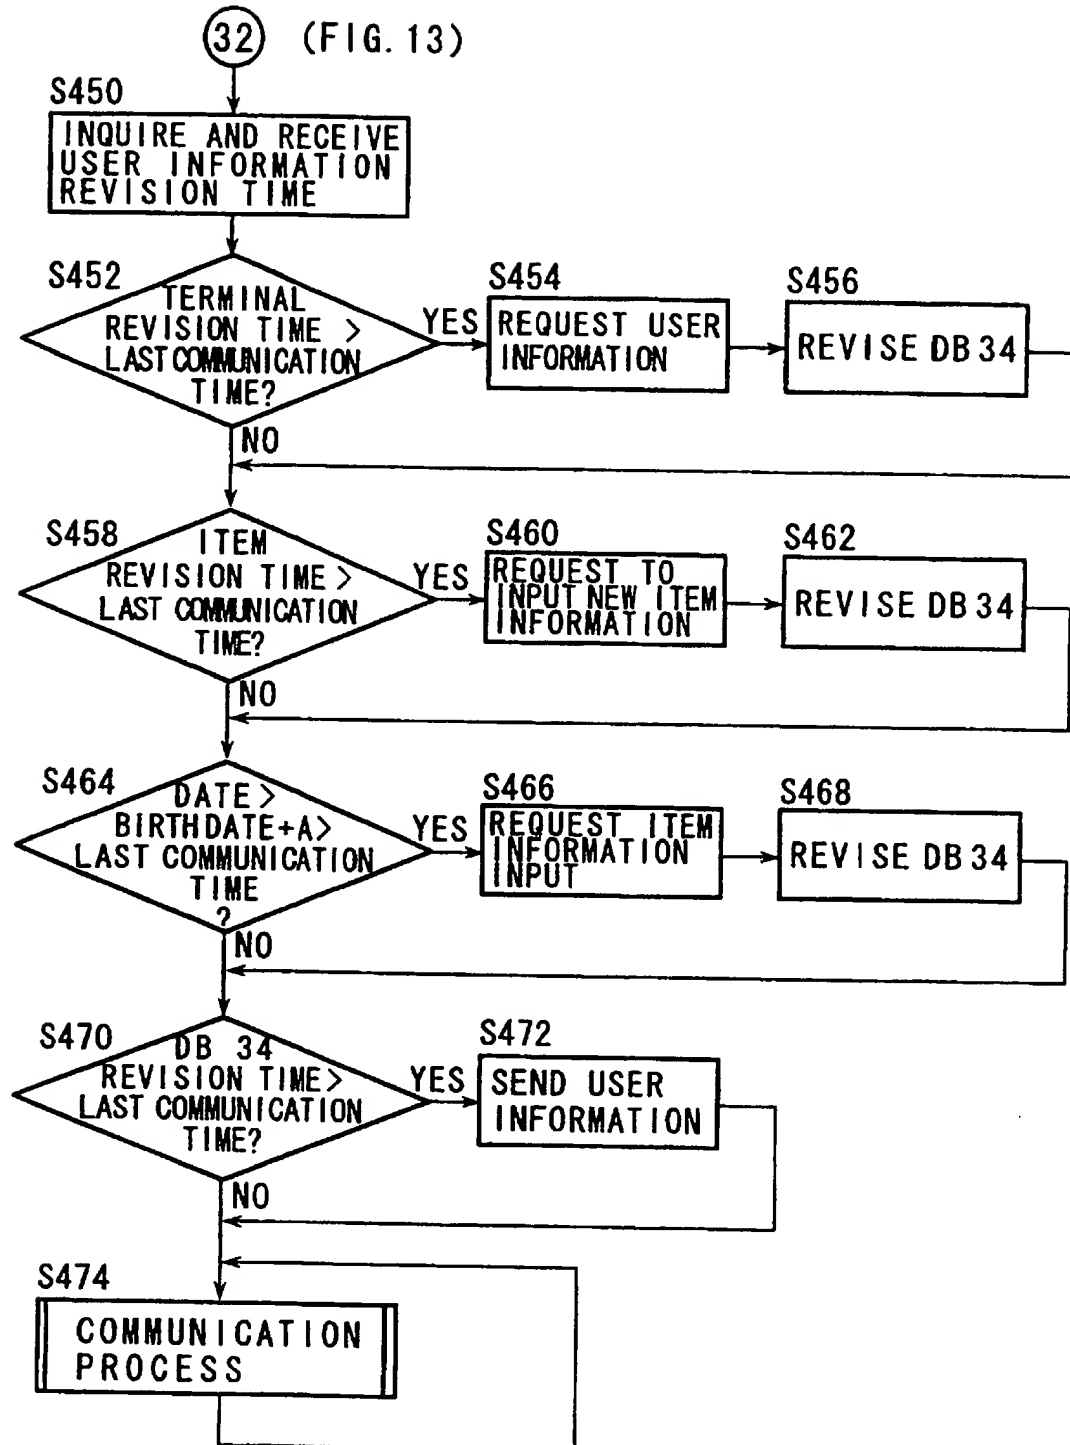 32 (FIG. 13)
S450
INQUIRE AND RECEIVE
USER INFORMATION
REVISION TIME
S452
TERMINAL
REVISION TIME >
LAST COMMUNICATION
TIME?
YES
NO
S454
REQUEST USER
INFORMATION
S456
REVISE DB 34
S458
ITEM
REVISION TIME >
LAST COMMUNICATION
TIME?
YES
NO
S460
REQUEST TO
INPUT NEW ITEM
INFORMATION
S462
REVISE DB 34
S464
DATE >
BIRTHDATE+A>
LAST COMMUNICATION
TIME
?
YES
NO
S466
REQUEST ITEM
INFORMATION
INPUT
S468
REVISE DB 34
S470
DB 34
REVISION TIME>
LAST COMMUNICATION
TIME?
YES
NO
S472
SEND USER
INFORMATION
S474
COMMUNICATION
PROCESS